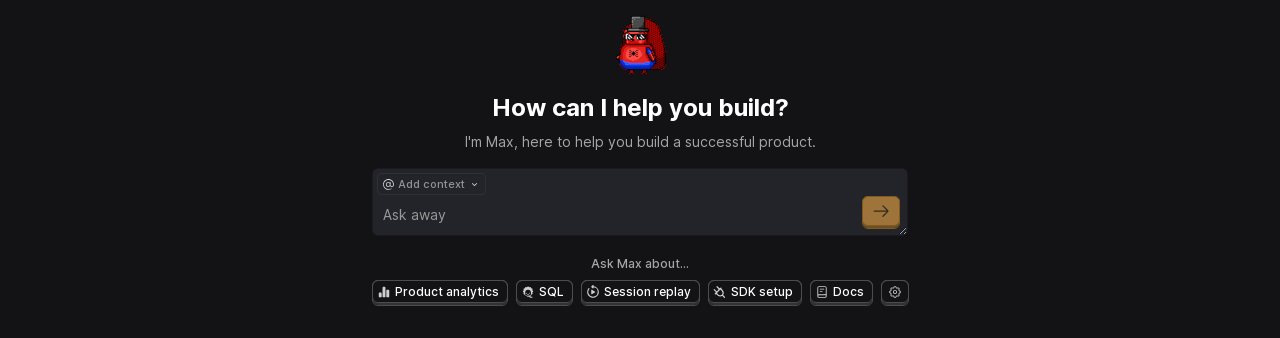 How can I help you build?
I'm Max, here to help you build a successful product.
@ Add context
Ask away
Ask Max about...
Product analytics
SQL
Session replay
SDK setup
Docs